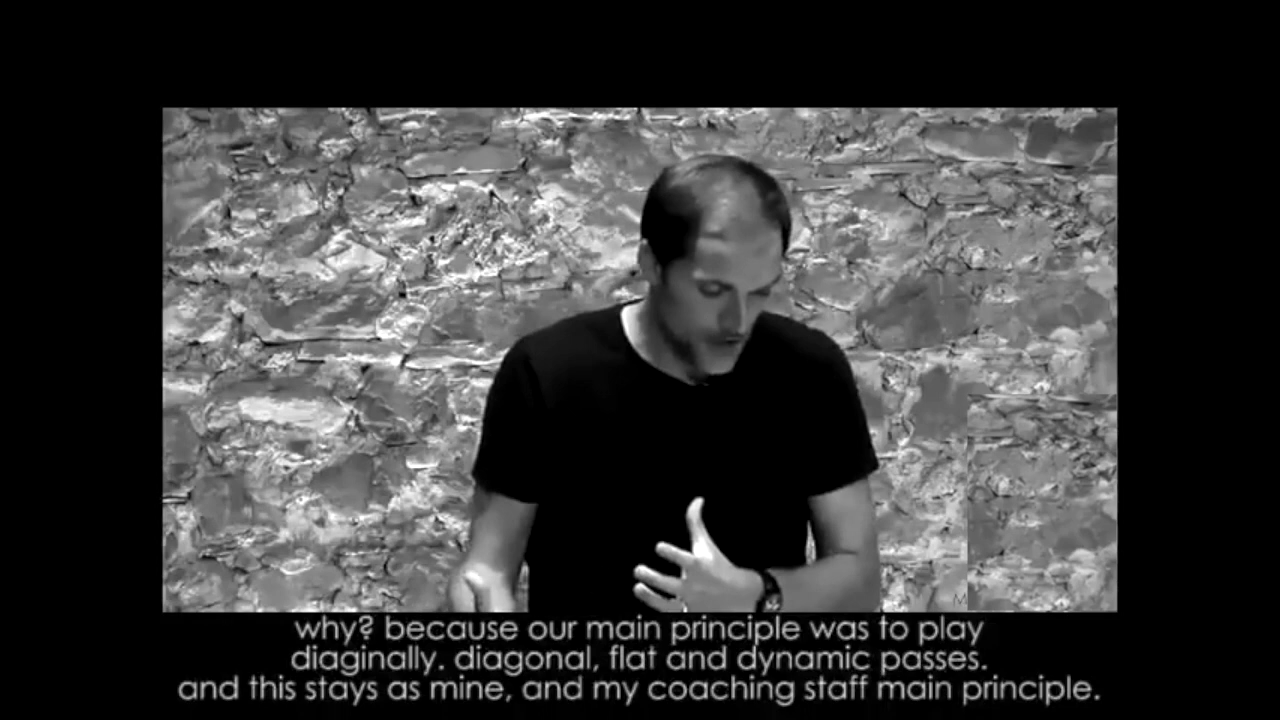 why? because our main principle was to play
diaginally. diagonal, flat and dynamic passes.
and this stays as mine, and my coaching staff main principle.